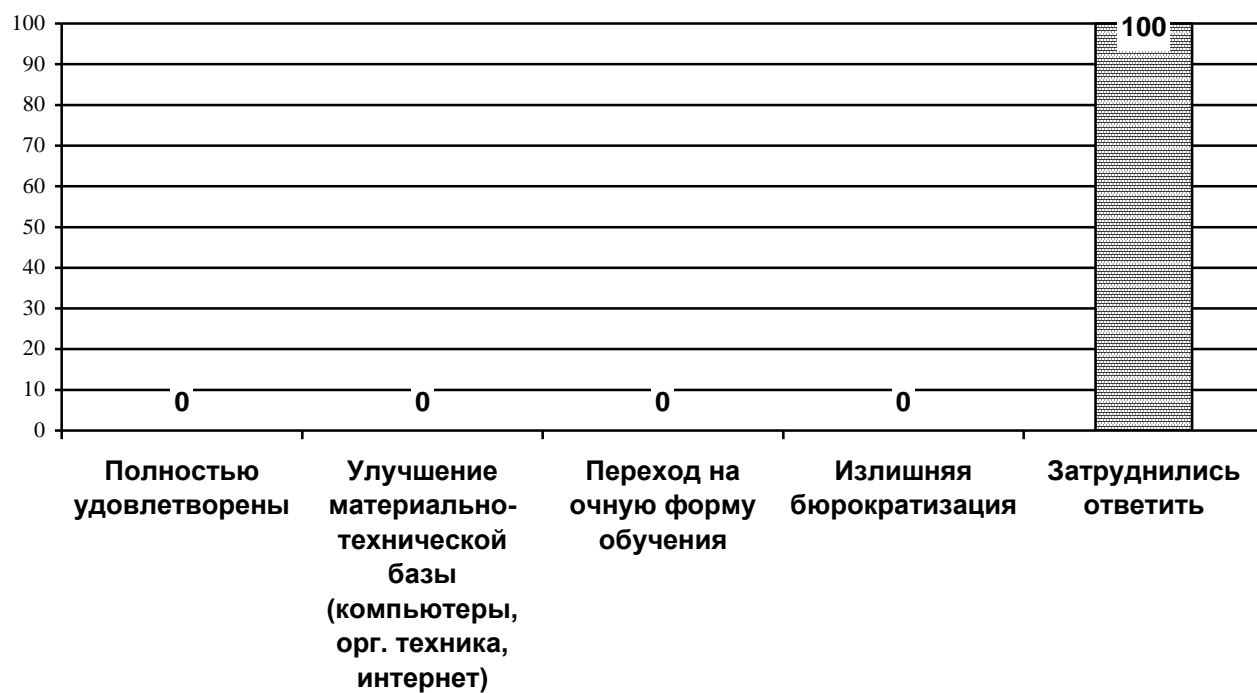 100
90
80
70
60
50
40
30
20
10
0
0
0
0
0
100
Полностью
удовлетворены
Улучшение
материально-
технической
базы
(компьютеры,
орг. техника,
интернет)
Переход на
очную форму
обучения
Излишняя
бюрократизация
Затруднились
ответить